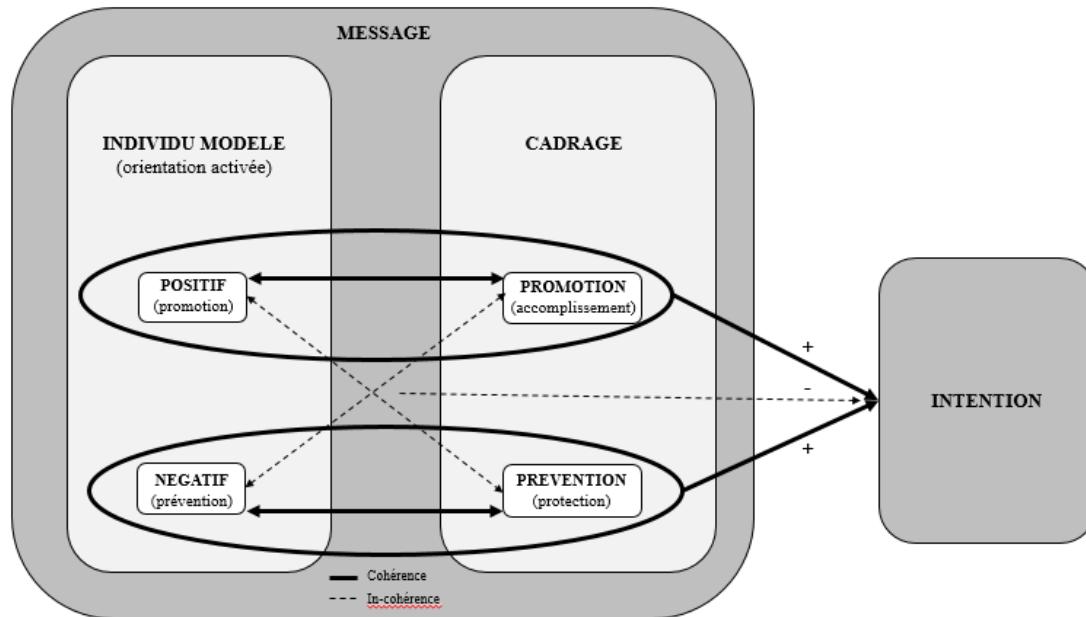 MESSAGE
INDIVIDU MODELE
(orientation activée)
CADRAGE
POSITIF
(promotion)
PROMOTION
(accomplissement)
+
-
+
INTENTION
NEGATIF
(prévention)
PREVENTION
(protection)
Cohérence
In-cohérence